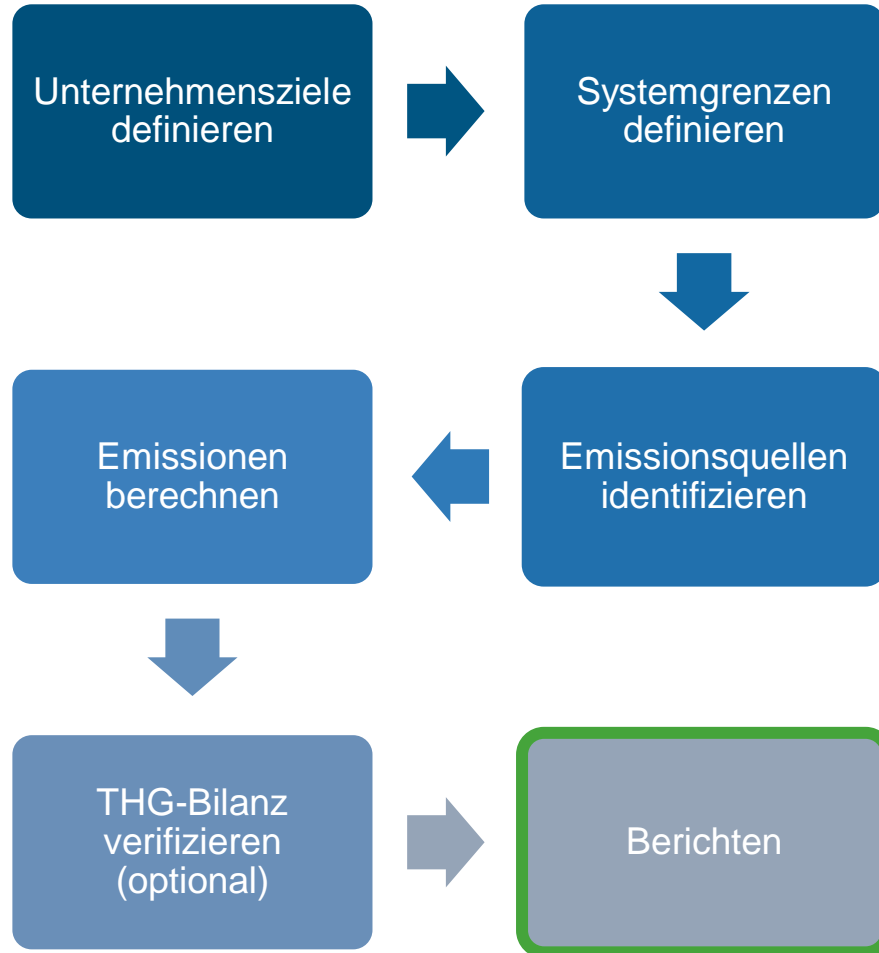 Unternehmensziele
definieren
Systemgrenzen
definieren
Emissionsquellen
identifizieren
Emissionen
berechnen
THG-Bilanz
verifizieren
(optional)
Berichten